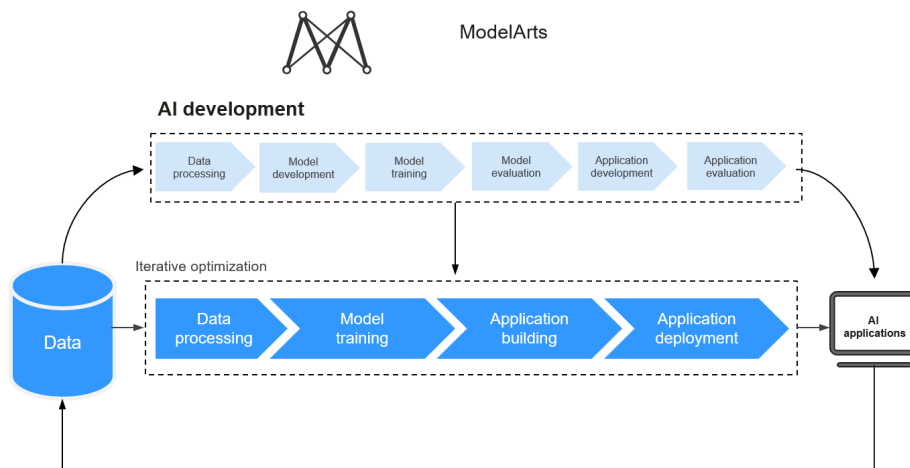 ModelArts
AI development
Data
processing
Model
development
Model
training
Model
evaluation
Application
development
Application
evaluation
Iterative optimization
Data
Data
processing
Model
training
Application
building
Application
deployment
AI
applications